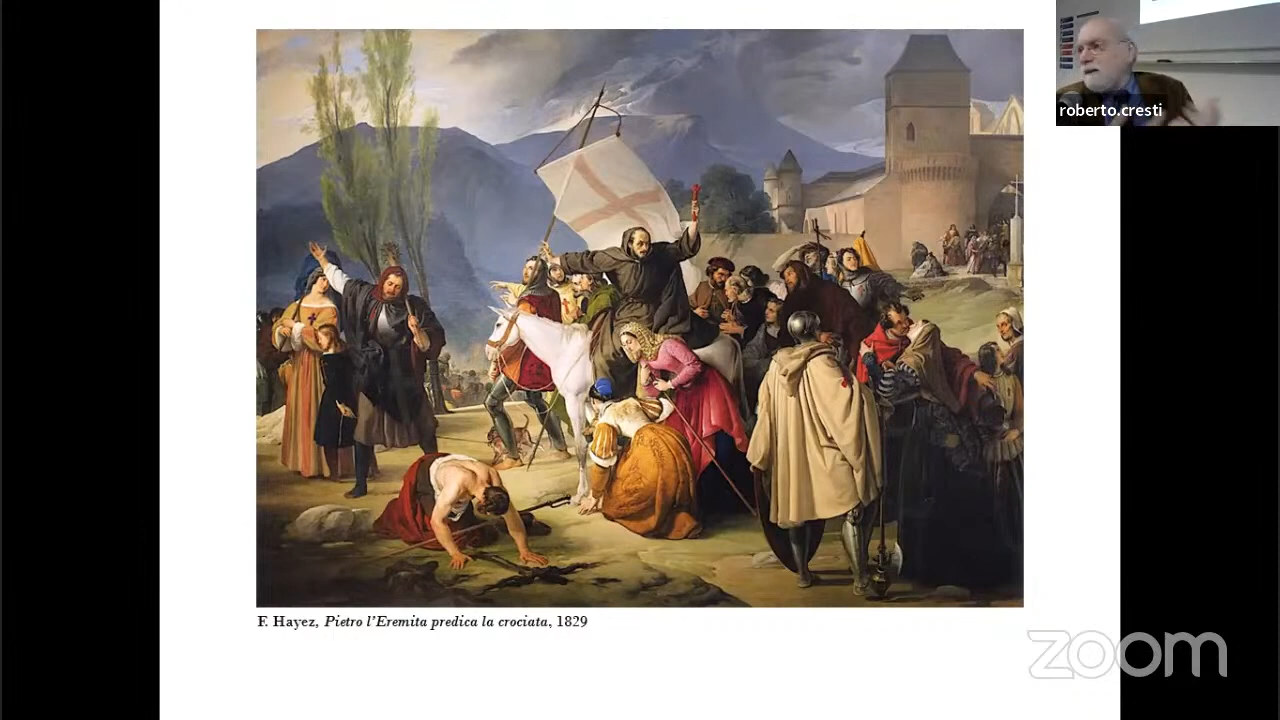 roberto.cresti
F. Hayez, Pietro l'Eremita predica la crociata, 1829
zoom